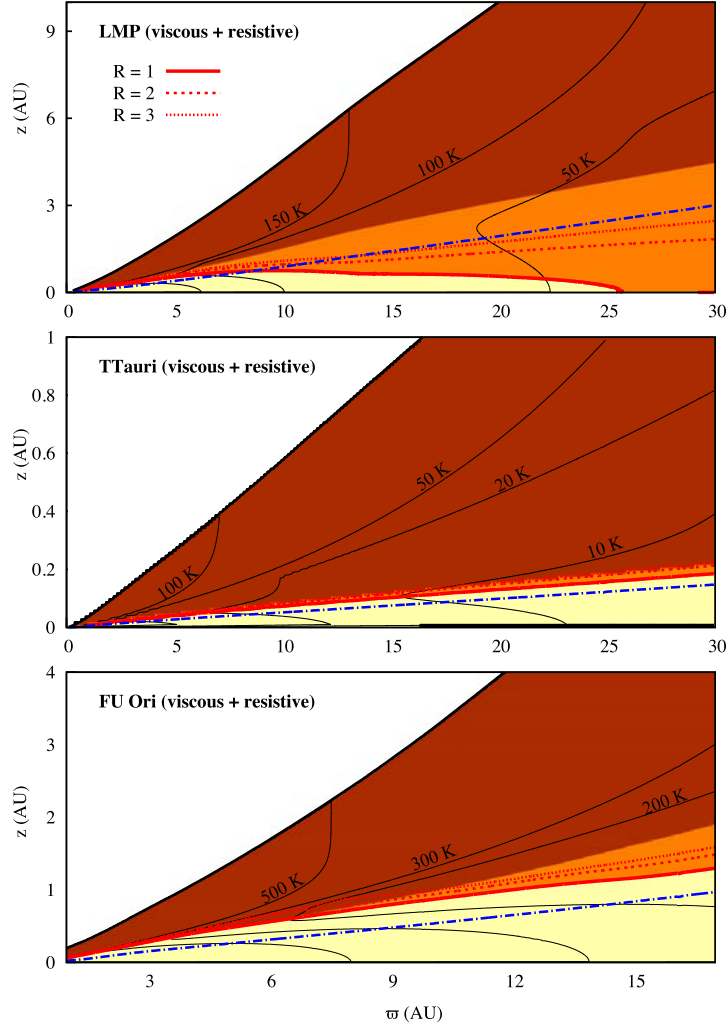 LMP (viscous + resistive)
R = 1
R = 2
R = 3
z (AU)
9
6
3
0
150 K
100 K
50 K
5
10
15
20
25
30
TTauri (viscous + resistive)
z (AU)
1
0.8
0.6
0.4
0.2
0
100 K
50 K
20 K
10 K
5
10
15
20
25
30
FU Ori (viscous + resistive)
z (AU)
4
3
2
1
0
500 K
300 K
200 K
3
6
9
12
15
ϖ (AU)